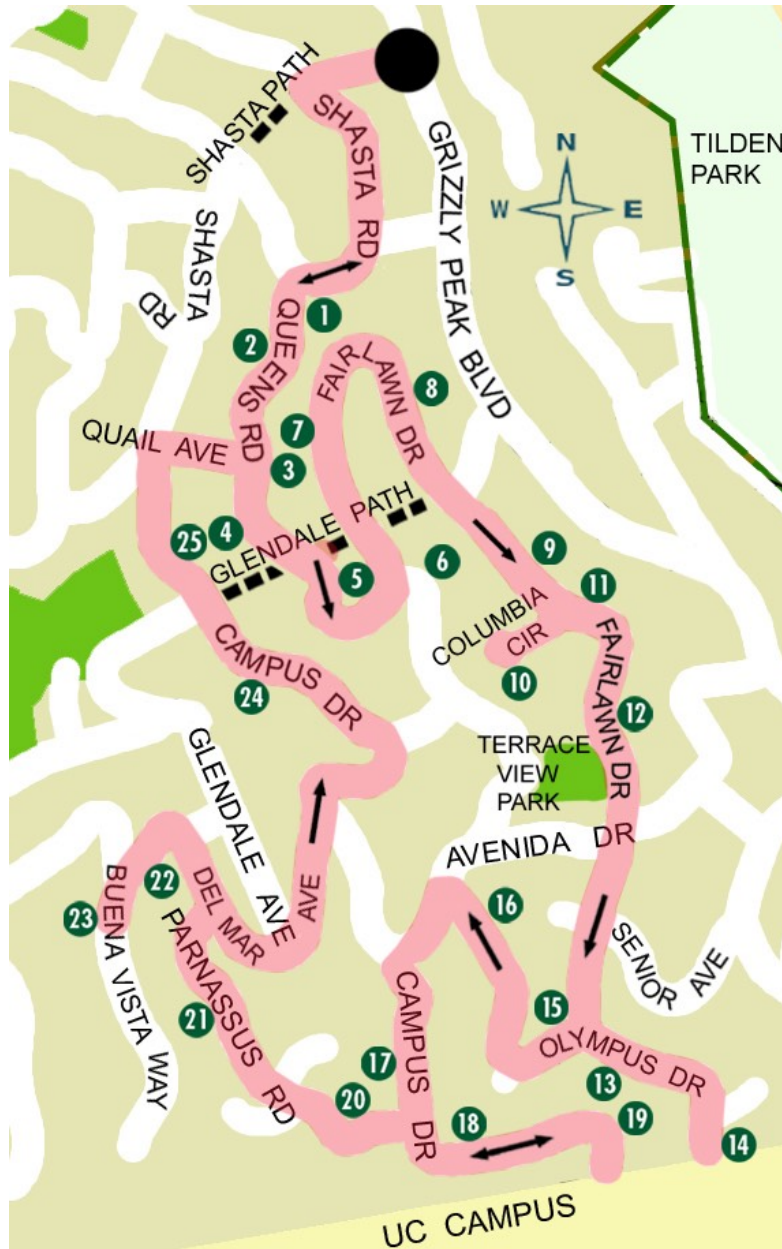 SHASTA PATH
SHASTA RD
GRIZZLY PEAK BLVD
TILDEN
PARK
N
W E
S
SHASTA
RD
1
QUEENS RD
2
FAIRLAWN DR
8
7
QUAIL AVE
3
4
25
GLENDALE PATH
5
6
9
11
COLUMBIA
CIR
10
FAIRLAWN DR
12
CAMPUS DR
24
TERRACE
VIEW
PARK
GLENDALE AVE
AVENIDA DR
22
DEL MAR AVE
23
BUENA VISTA WAY
PARNASSUS RD
21
16
SENIOR AVE
15
OLYMPUS DR
13
CAMPUS DR
17
20
18
19
14
UC CAMPUS